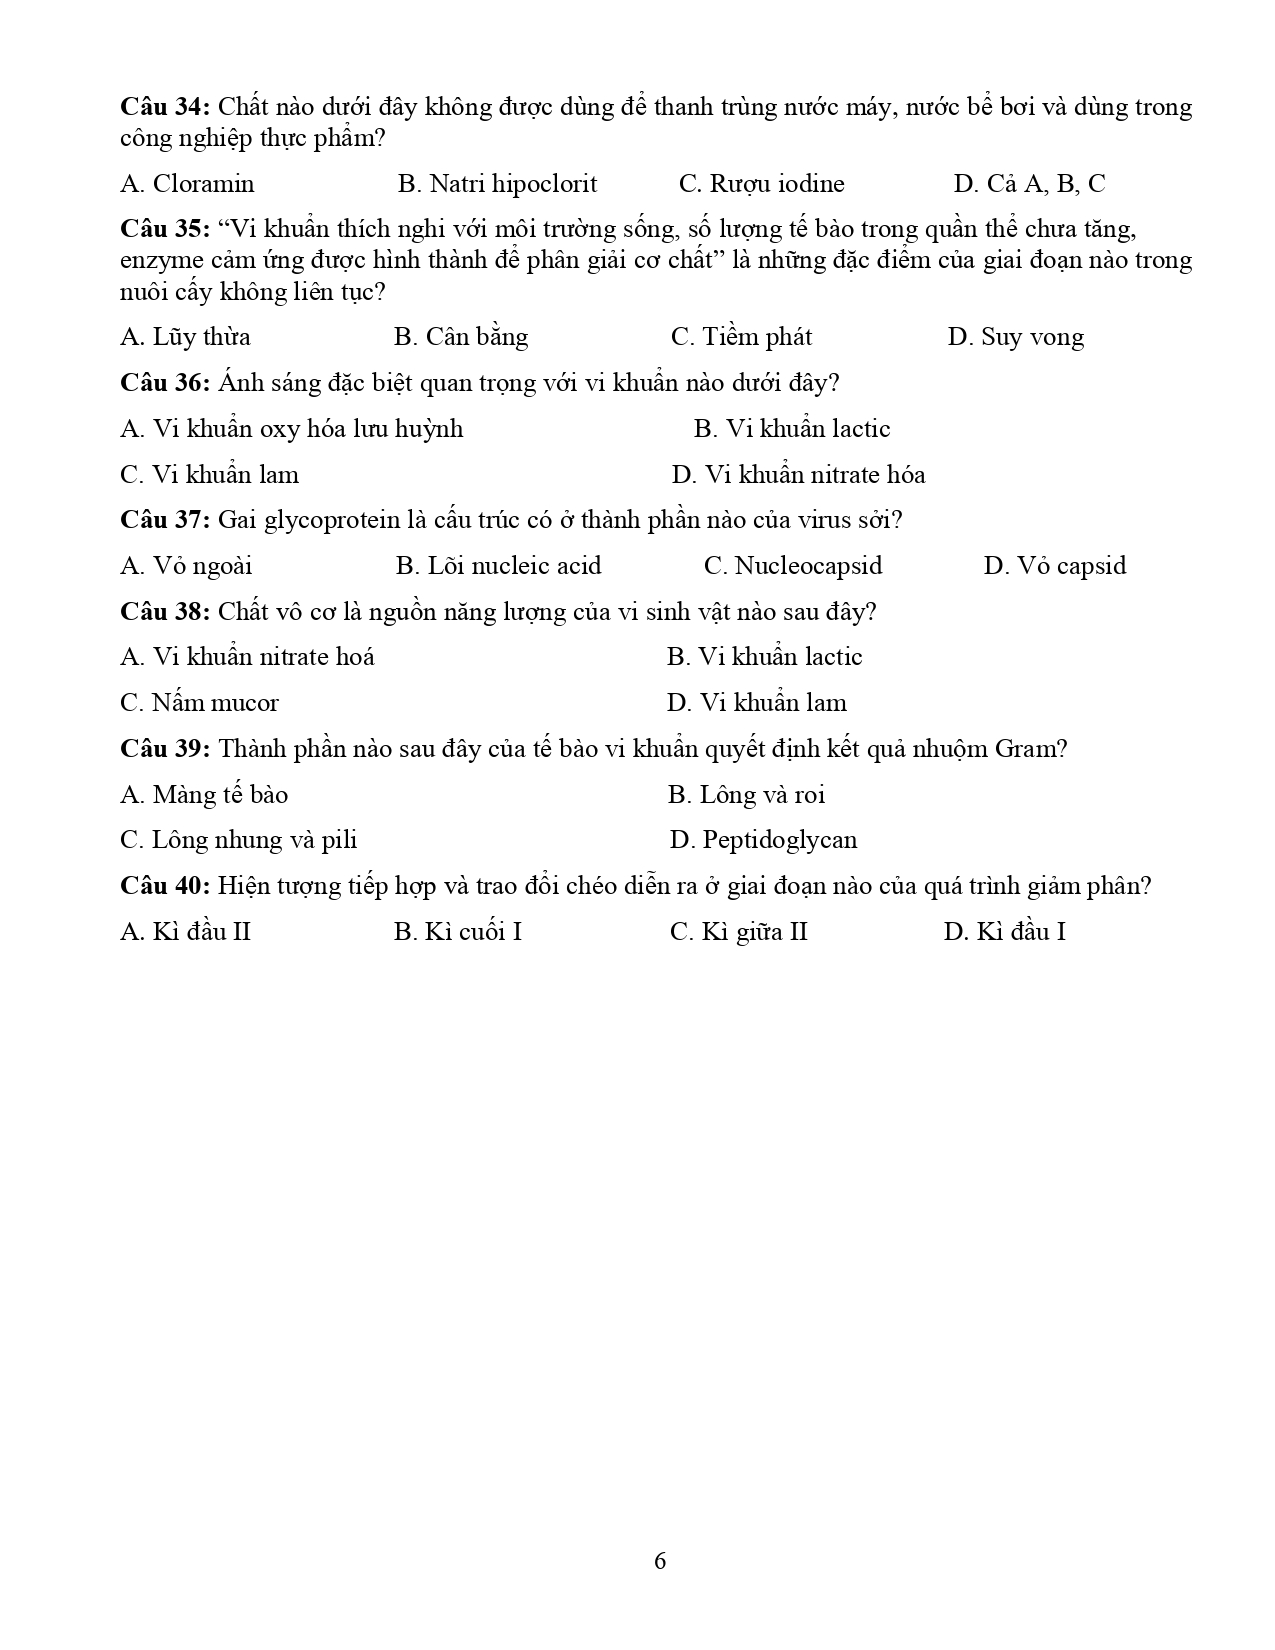 Câu 34: Chất nào dưới đây không được dùng để thanh trùng nước máy, nước bể bơi và dùng trong
công nghiệp thực phẩm?
A. Cloramin B. Natri hipoclorit C. Rượu iodine D. Cả A, B, C
Câu 35: “Vi khuẩn thích nghi với môi trường sống, số lượng tế bào trong quần thể chưa tăng,
enzyme cảm ứng được hình thành để phân giải cơ chất” là những đặc điểm của giai đoạn nào trong
nuôi cấy không liên tục?
A. Lũy thừa B. Cân bằng C. Tiềm phát D. Suy vong
Câu 36: Ánh sáng đặc biệt quan trọng với vi khuẩn nào dưới đây?
A. Vi khuẩn oxy hóa lưu huỳnh B. Vi khuẩn lactic
C. Vi khuẩn lam D. Vi khuẩn nitrate hóa
Câu 37: Gai glycoprotein là cấu trúc có ở thành phần nào của virus sởi?
A. Vỏ ngoài B. Lõi nucleic acid C. Nucleocapsid D. Vỏ capsid
Câu 38: Chất vô cơ là nguồn năng lượng của vi sinh vật nào sau đây?
A. Vi khuẩn nitrate hoá B. Vi khuẩn lactic
C. Nấm mucor D. Vi khuẩn lam
Câu 39: Thành phần nào sau đây của tế bào vi khuẩn quyết định kết quả nhuộm Gram?
A. Màng tế bào B. Lông và roi
C. Lông nhung và pili D. Peptidoglycan
Câu 40: Hiện tượng tiếp hợp và trao đổi chéo diễn ra ở giai đoạn nào của quá trình giảm phân?
A. Kì đầu II B. Kì cuối I C. Kì giữa II D. Kì đầu I
6